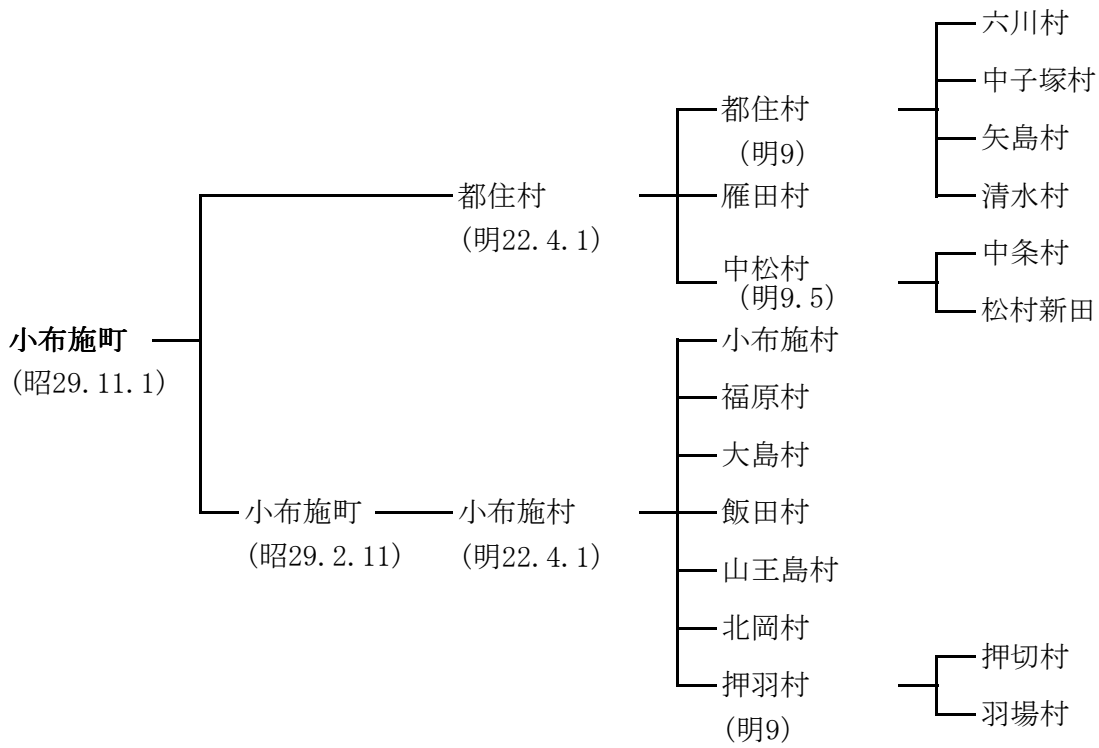 小布施町
(昭29.11.1)
都住村
(明22.4.1)
都住村
(明9)
六川村
中子塚村
矢島村
清水村
雁田村
中松村
(明9.5)
中条村
松村新田
小布施町
(昭29.2.11)
小布施村
(明22.4.1)
小布施村
福原村
大島村
飯田村
山王島村
北岡村
押羽村
(明9)
押切村
羽場村